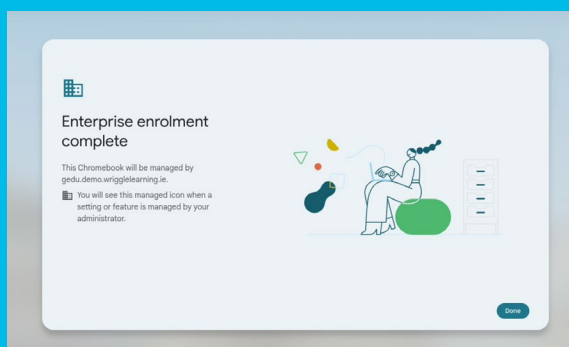 Enterprise enrolment
complete
This Chromebook will be managed by
gedu.demo.wrigglelearning.ie.
You will see this managed icon when a
setting or feature is managed by your
administrator.
Done